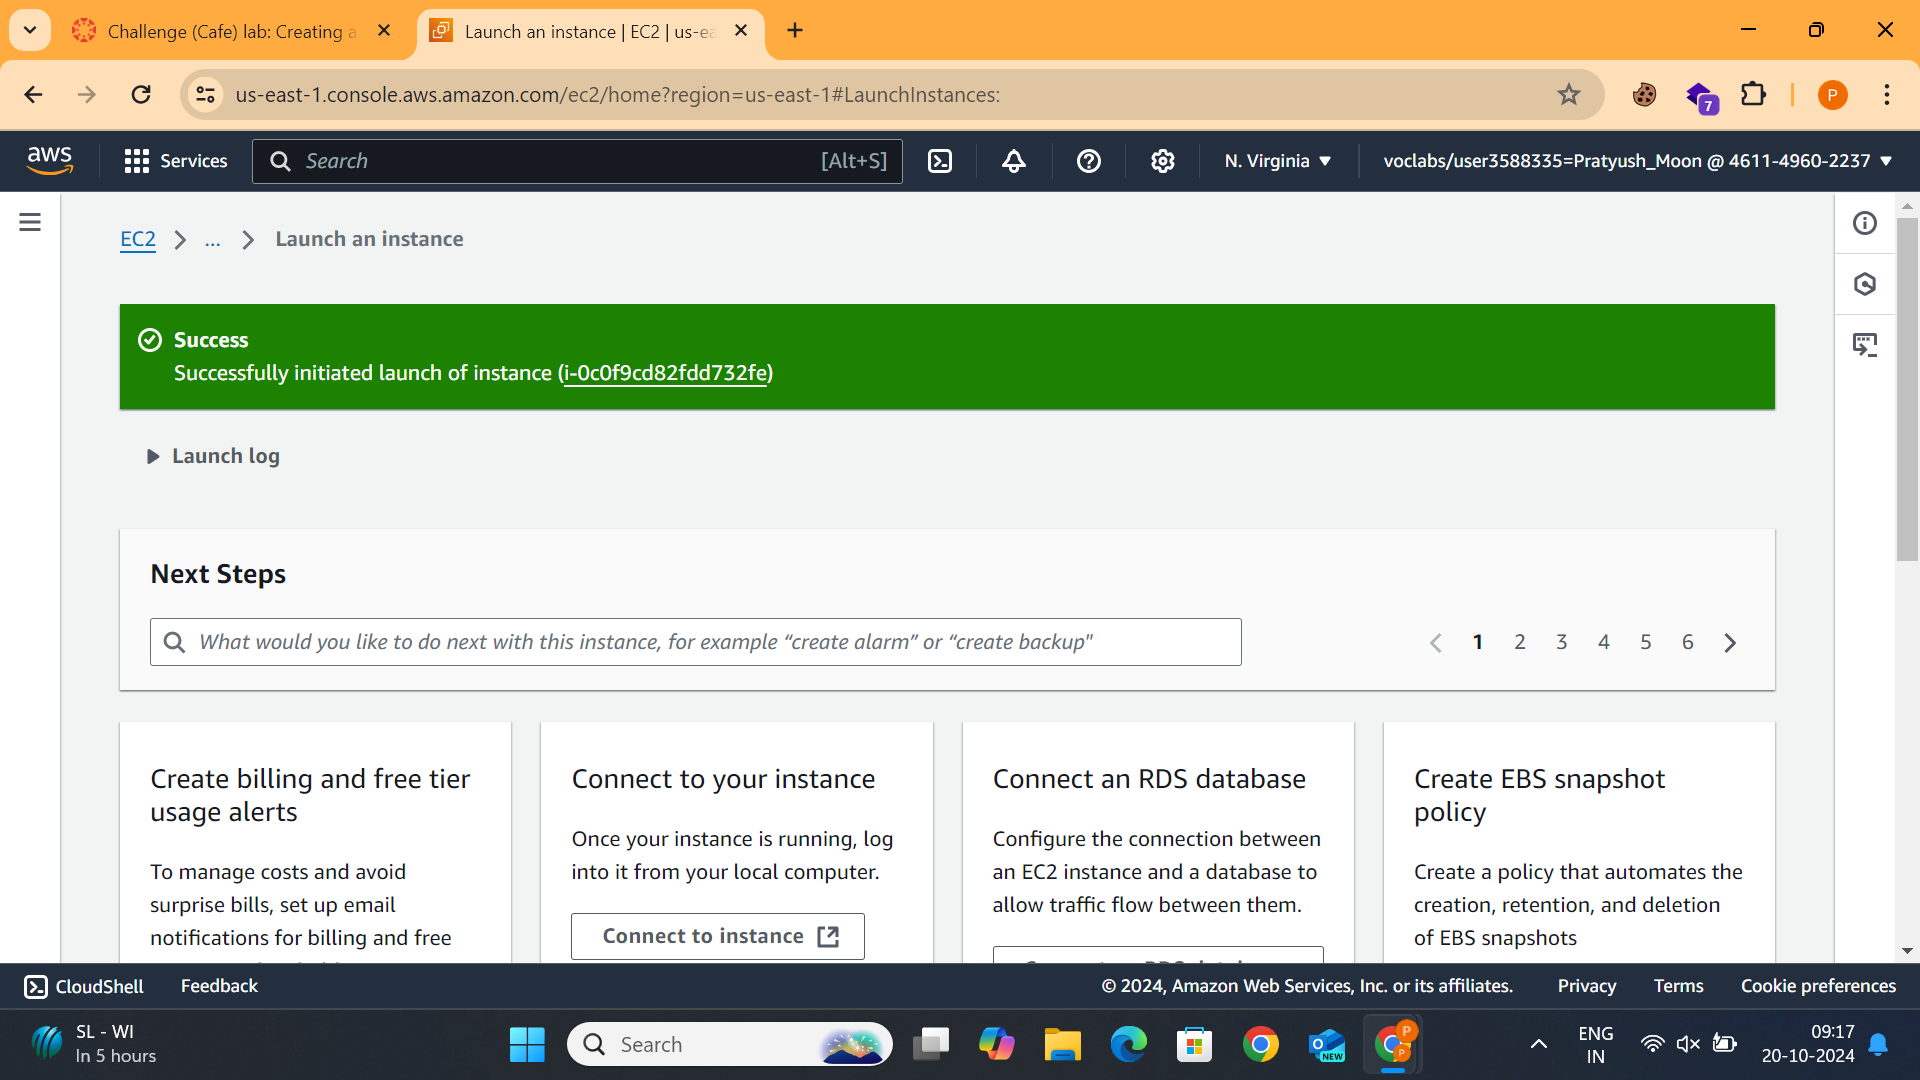 Challenge (Cafe) lab: Creating a
Launch an instance | EC2 | us-ea
us-east-1.console.aws.amazon.com/ec2/home?region=us-east-1#LaunchInstances:
7
P
aws
Services
Search
[Alt+S]
N. Virginia
voclabs/user3588335=Pratyush_Moon @ 4611-4960-2237
EC2
...
Launch an instance
Success
Successfully initiated launch of instance (i-0c0f9cd82fdd732fe)
Launch log
Next Steps
What would you like to do next with this instance, for example “create alarm” or “create backup"
1 2 3 4 5 6
Create billing and free tier
usage alerts
To manage costs and avoid
surprise bills, set up email
notifications for billing and free
Connect to your instance
Once your instance is running, log
into it from your local computer.
Connect to instance
Connect an RDS database
Configure the connection between
an EC2 instance and a database to
allow traffic flow between them.
Create EBS snapshot
policy
Create a policy that automates the
creation, retention, and deletion
of EBS snapshots
CloudShell
Feedback
© 2024, Amazon Web Services, Inc. or its affiliates.
Privacy
Terms
Cookie preferences
SL - WI
In 5 hours
Search
NEW
P
P
ENG
IN
09:17
20-10-2024